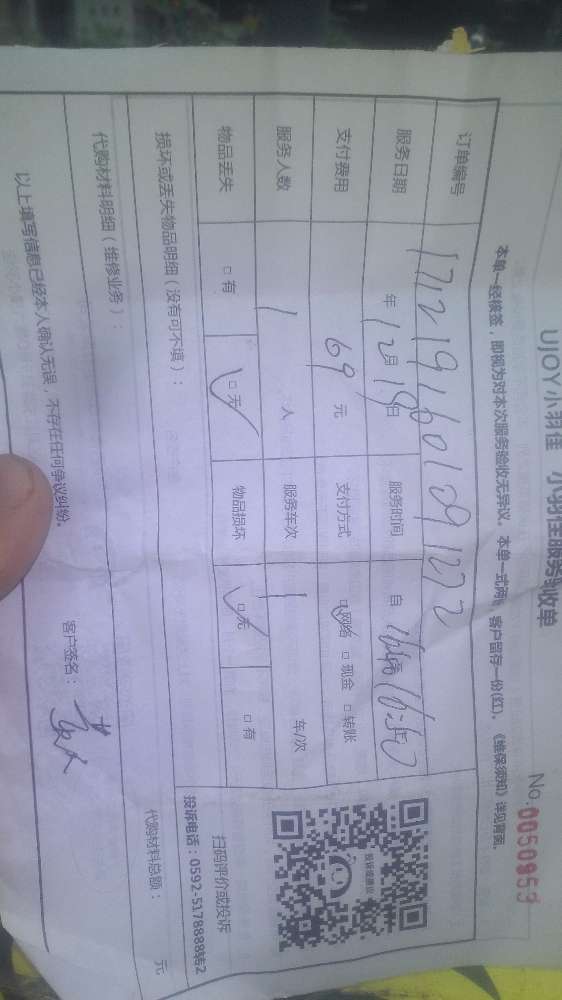 UJOY小羽佳 小羽佳服务验收单
No:0050953
本单一经核签，即视为对本次服务验收无异议。本单一式两 客户留存一份(红)。《维保须知》详见背面。
订单编号
服务日期 年 12月 19日 服务时间 自
支付费用 69 元 支付方式 □网络 □现金 □转账
服务人数 1 人 服务车次 1 车/次
物品丢失 □有 □无 物品损坏 □无 □有
损坏或丢失物品明细（没有可不填）：
扫码评价或投诉
投诉电话：0592-5178888转2
代购材料明细（维修业务）： 代购材料总额： 元
以上填写信息已经本人确认无误，不存在任何争议纠纷。 客户签名：